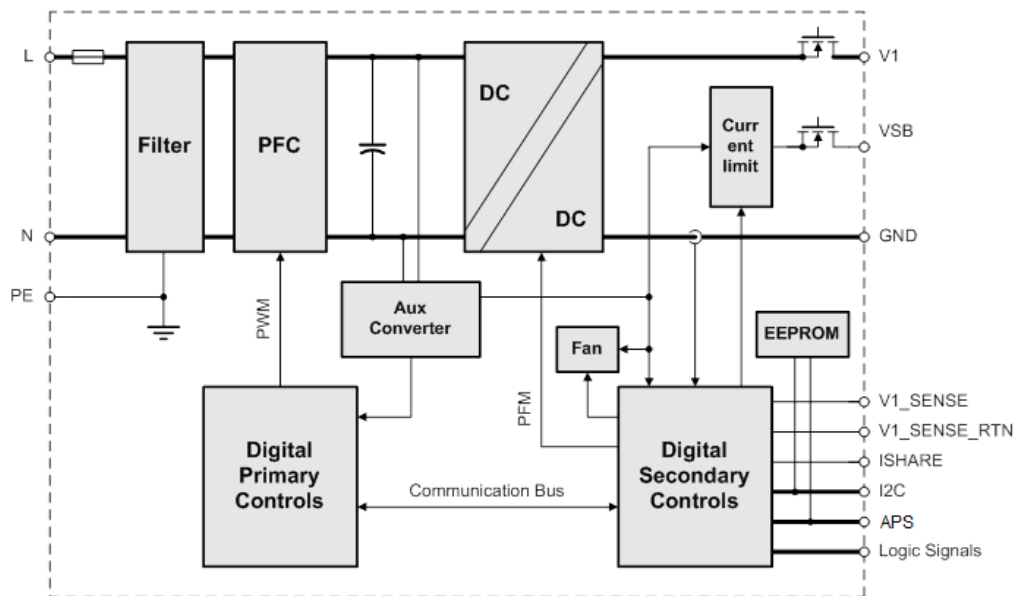 L
V1
DC
Filter
PFC
Curr
ent
limit
VSB
DC
N
GND
PE
PWM
Aux
Converter
Fan
EEPROM
PFM
V1_SENSE
V1_SENSE_RTN
ISHARE
Digital
Primary
Controls
Digital
Secondary
Controls
Communication Bus
I2C
APS
Logic Signals